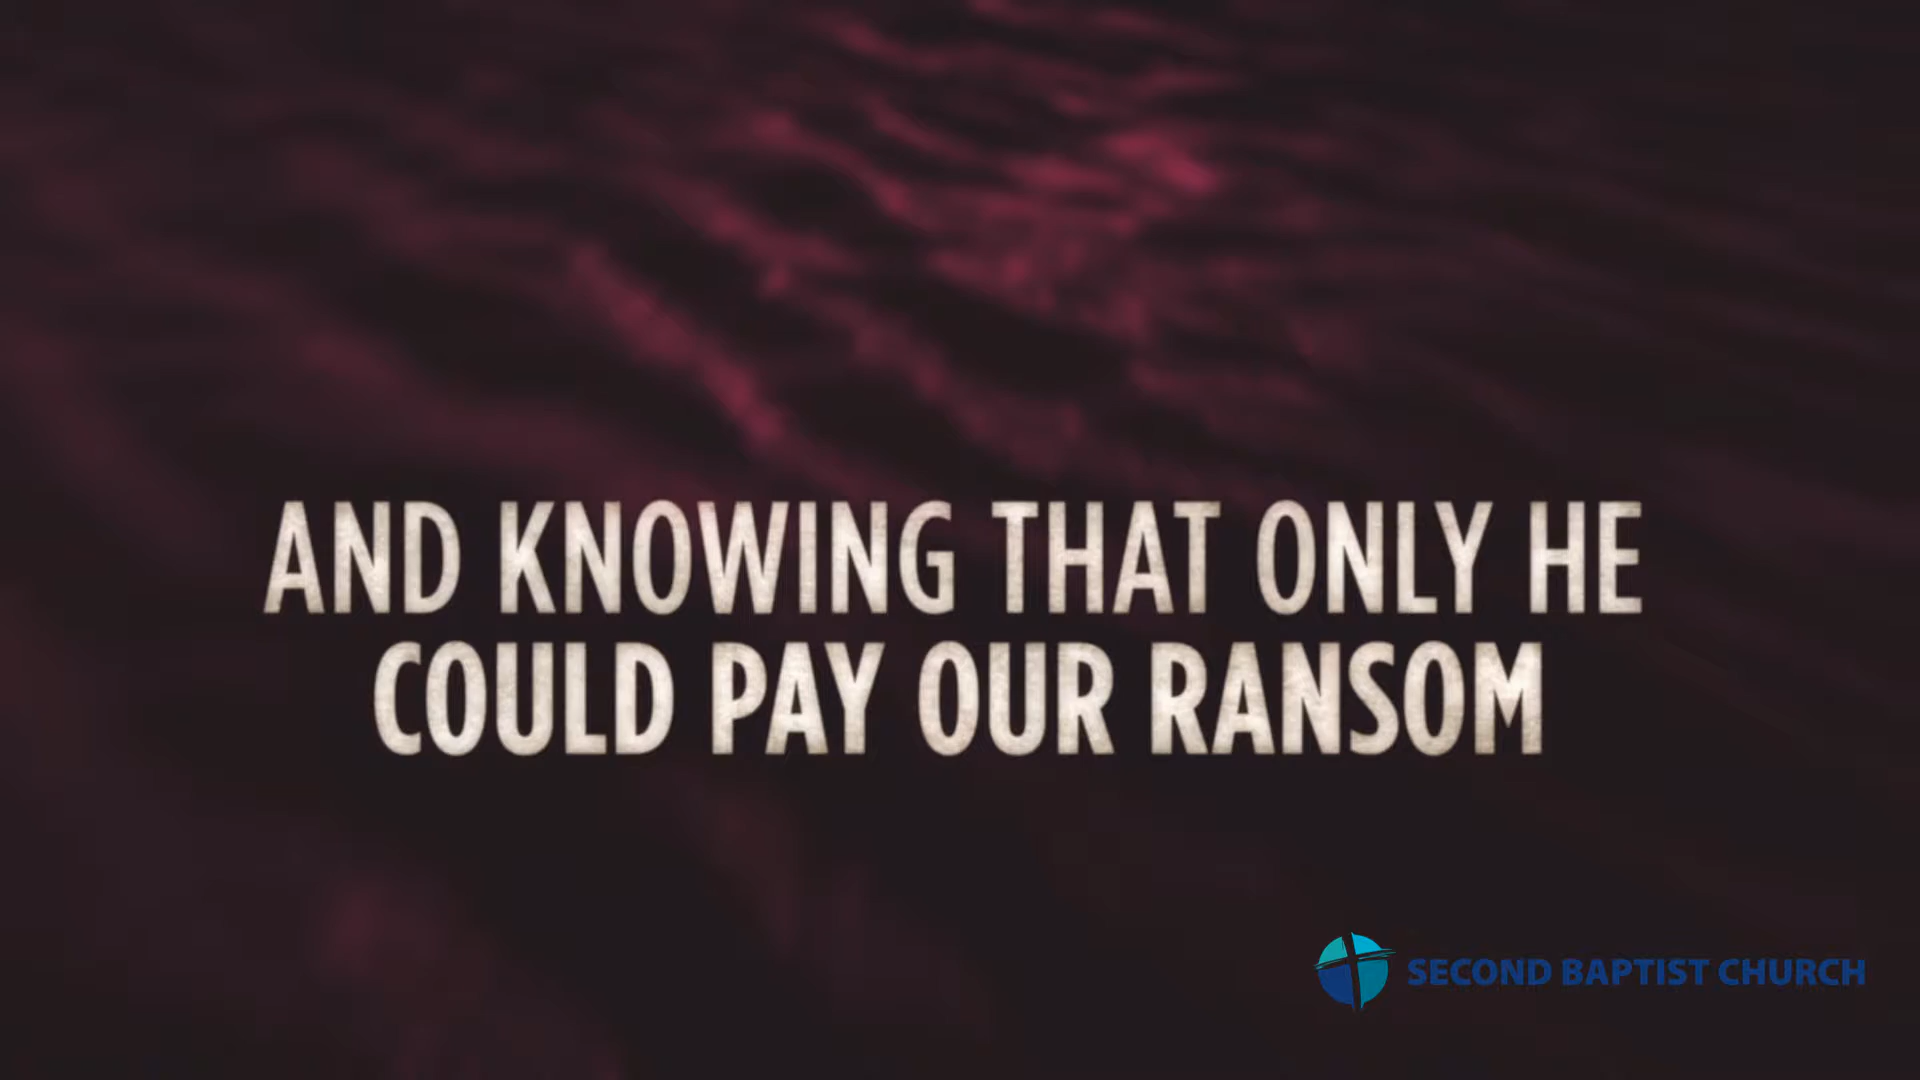 AND KNOWING THAT ONLY HE
COULD PAY OUR RANSOM
SECOND BAPTIST CHURCH